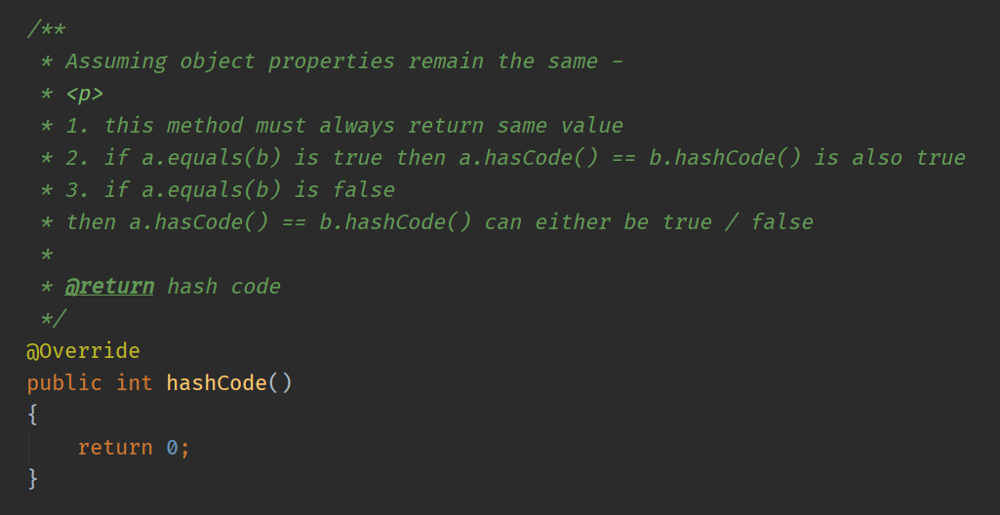 /**
* Assuming object properties remain the same -
* <p>
* 1. this method must always return same value
* 2. if a.equals(b) is true then a.hasCode() == b.hashCode() is also true
* 3. if a.equals(b) is false
* then a.hasCode() == b.hashCode() can either be true / false
*
* @return hash code
*/
@Override
public int hashCode()
{
return 0;
}